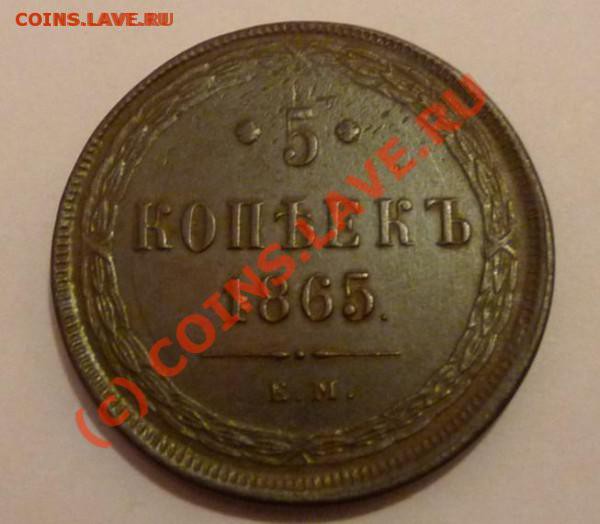 COINS.LAVE.RU
5
КОПѢЕКЪ
1865.
Е.М.
(c) COINS.LAVE.RU